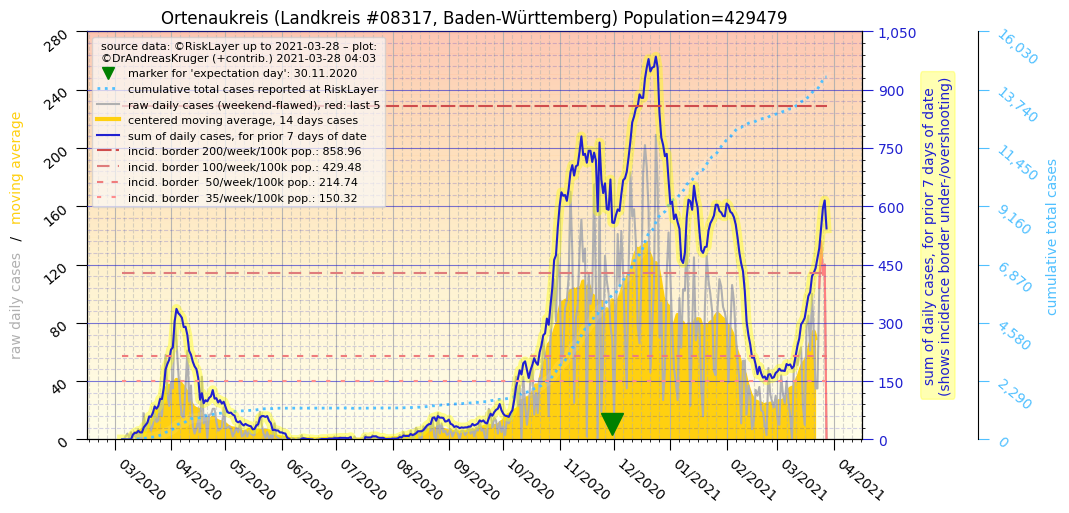 Ortenaukreis (Landkreis #08317, Baden-Württemberg) Population=429479
source data: ©RiskLayer up to 2021-03-28 – plot:
©DrAndreasKruger (+contrib.) 2021-03-28 04:03
marker for 'expectation day': 30.11.2020
cumulative total cases reported at RiskLayer
raw daily cases (weekend-flawed), red: last 5
centered moving average, 14 days cases
sum of daily cases, for prior 7 days of date
incid. border 200/week/100k pop.: 858.96
incid. border 100/week/100k pop.: 429.48
incid. border  50/week/100k pop.: 214.74
incid. border  35/week/100k pop.: 150.32
raw daily cases  /  moving average
280
240
200
160
120
80
40
0
03/2020
04/2020
05/2020
06/2020
07/2020
08/2020
09/2020
10/2020
11/2020
12/2020
01/2021
02/2021
03/2021
04/2021
1,050
900
750
600
450
300
150
0
sum of daily cases, for prior 7 days of date
(shows incidence border under-/overshooting)
16,030
13,740
11,450
9,160
6,870
4,580
2,290
0
cumulative total cases